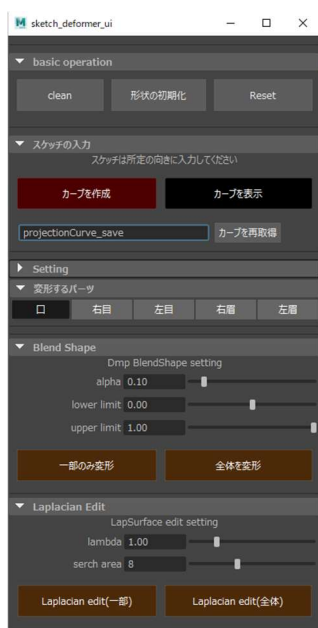 sketch_deformer_ui
basic operation
clean 形状の初期化 Reset
スケッチの入力
スケッチは所定の向きに入力してください
カーブを作成 カーブを表示
projectionCurve_save カーブを再取得
Setting
変形するパーツ
口 右目 左目 右眉 左眉
Blend Shape
Dmp BlendShape setting
alpha 0.10
lower limit 0.00
upper limit 1.00
一部のみ変形 全体を変形
Laplacian Edit
LapSurface edit setting
lambda 1.00
serch area 8
Laplacian edit(一部) Laplacian edit(全体)